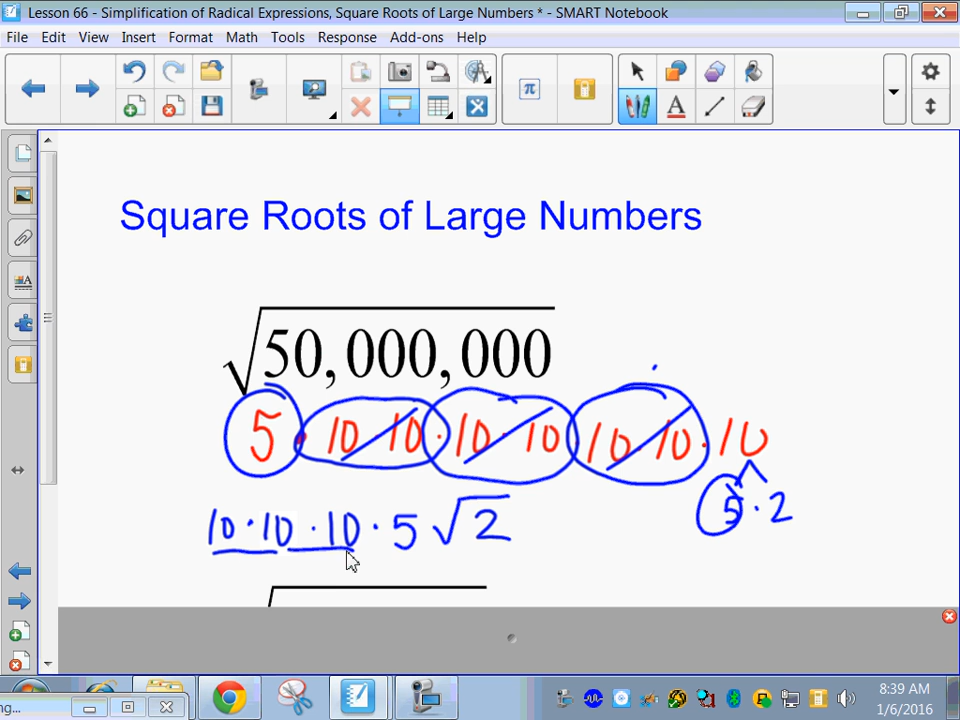 Lesson 66 - Simplification of Radical Expressions, Square Roots of Large Numbers * - SMART Notebook
File Edit View Insert Format Math Tools Response Add-ons Help
π
A
Square Roots of Large Numbers
√50,000,000
5 · 10 10 · 10 · 10 10 · 10 · 10
5 · 2
10 · 10 · 10 · 5 √2
ng...
8:39 AM
1/6/2016